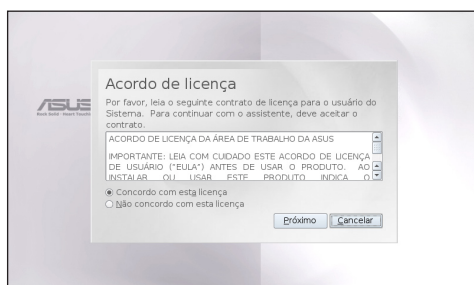 ASUS
Acordo de licença
Por favor, leia o seguinte contrato de licença para o usuário do
Sistema. Para continuar com o assistente, deve aceitar o
contrato.
ACORDO DE LICENÇA DA ÁREA DE TRABALHO DA ASUS
IMPORTANTE: LEIA COM CUIDADO ESTE ACORDO DE LICENÇA
DE USUÁRIO ("EULA") ANTES DE USAR O PRODUTO. AO
INSTALAR OU USAR ESTE PRODUTO INDICA O
Concordo com esta licença
Não concordo com esta licença
Próximo Cancelar